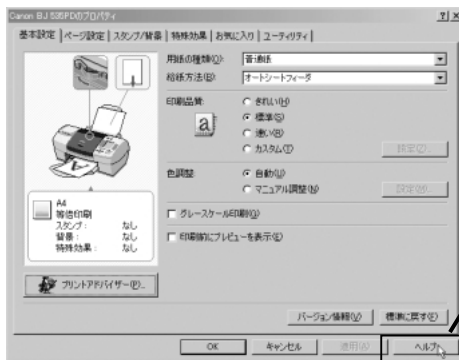 Canon BJ 535PDのプロパティ
基本設定 ページ設定 スタンプ/背景 特殊効果 お気に入り ユーティリティ
用紙の種類(Q): 普通紙
給紙方法(B): オートシートフィーダ
印刷品質: きれい(H)
標準(S)
速い(R)
カスタム(T) 設定(Z)...
色調整: 自動(U)
マニュアル調整(N) 設定(O)...
A4
等倍印刷
スタンプ: なし
背景: なし
特殊効果: なし
グレースケール印刷(G)
印刷前にプレビューを表示(E)
プリントアドバイザー(P)...
バージョン情報(V) 標準に戻す(F)
OK キャンセル 適用(A) ヘルプ